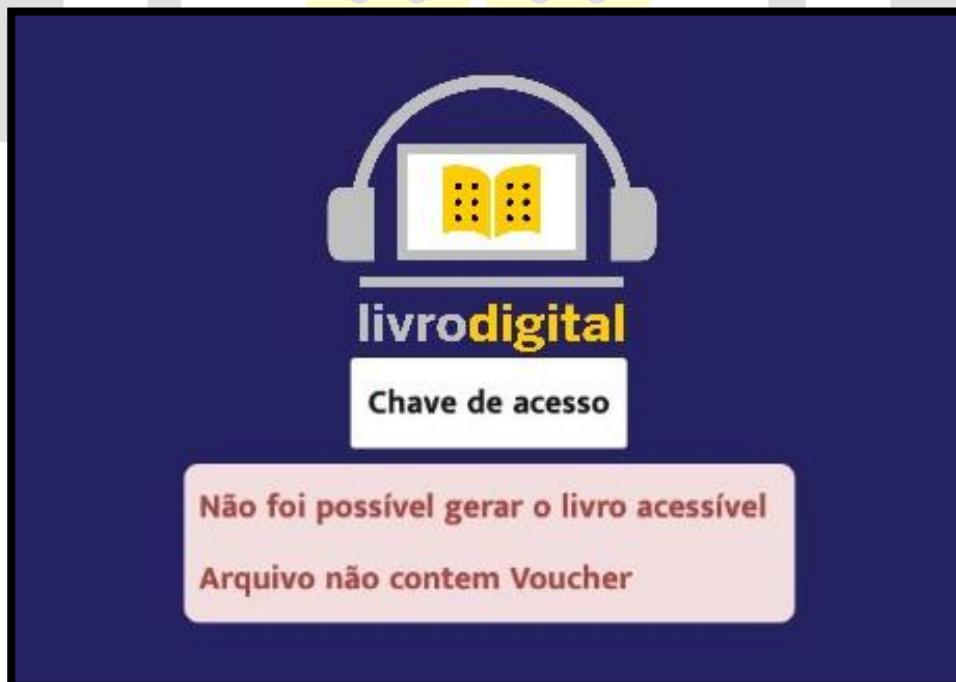 livrodigital
Chave de acesso
Não foi possível gerar o livro acessível
Arquivo não contem Voucher